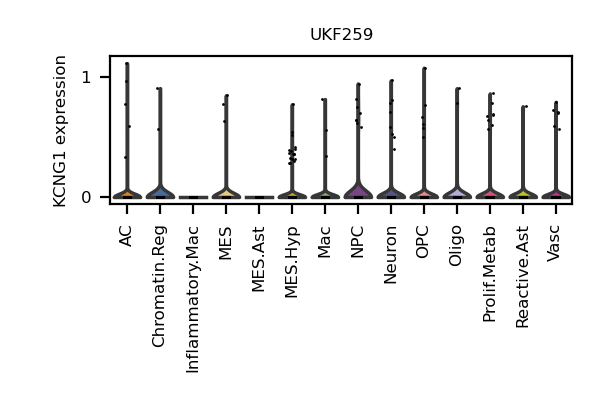 UKF259
KCNG1 expression
1
0
AC
Chromatin.Reg
Inflammatory.Mac
MES
MES.Ast
MES.Hyp
Mac
NPC
Neuron
OPC
Oligo
Prolif.Metab
Reactive.Ast
Vasc